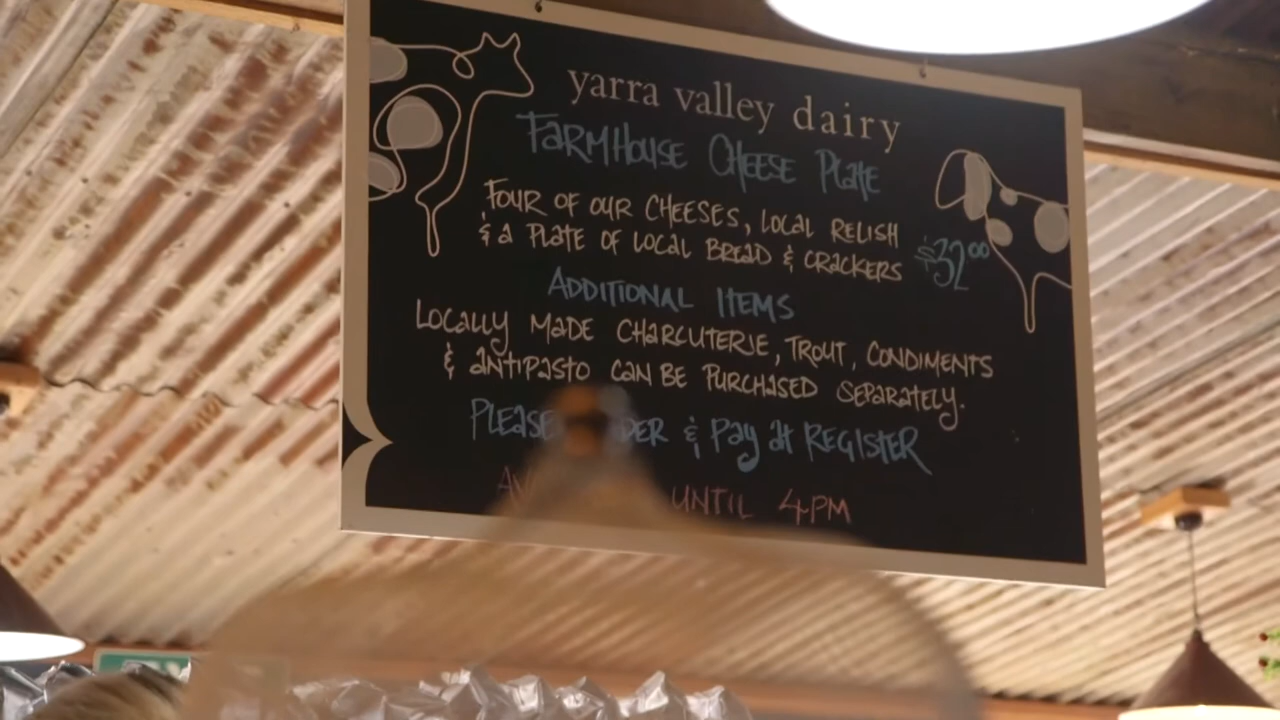 yarra valley dairy
FARMHOUSE CHEESE PLATE
FOUR OF OUR CHEESES, LOCAL RELISH
& a PLATE OF LOCAL BREAD & CRACKERS
$32.00
ADDITIONAL ITEMS
LOCALLY MADE CHARCUTERIE, TROUT, CONDIMENTS
& ANTIPASTO CAN BE PURCHASED SEPARATELY.
PLEASE & Pay at REGISTER
UNTIL 4PM